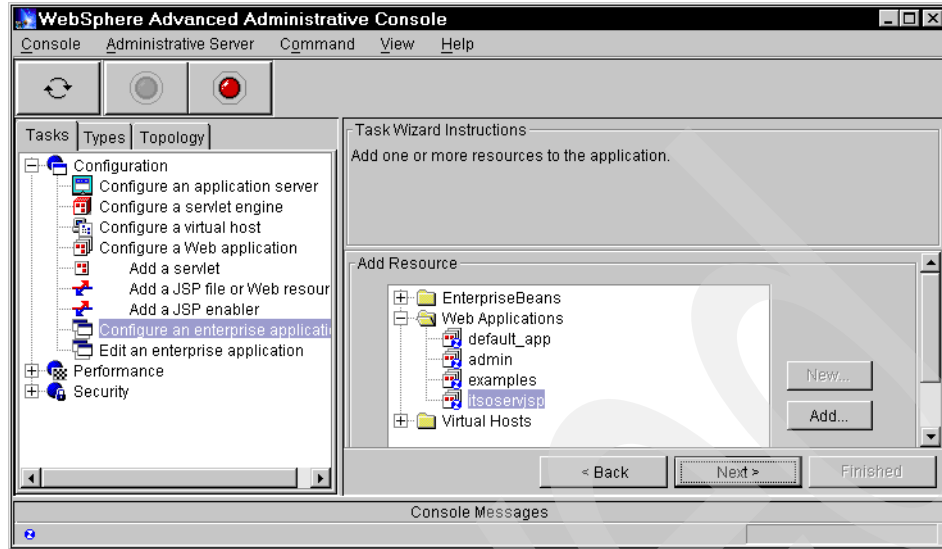 WebSphere Advanced Administrative Console
Console Administrative Server Command View Help
Tasks Types Topology
Configuration
Configure an application server
Configure a servlet engine
Configure a virtual host
Configure a Web application
Add a servlet
Add a JSP file or Web resour
Add a JSP enabler
Configure an enterprise applicati
Edit an enterprise application
Performance
Security
Task Wizard Instructions
Add one or more resources to the application.
Add Resource
EnterpriseBeans
Web Applications
default_app
admin
examples
itsoservjsp
Virtual Hosts
New...
Add...
< Back Next > Finished
Console Messages